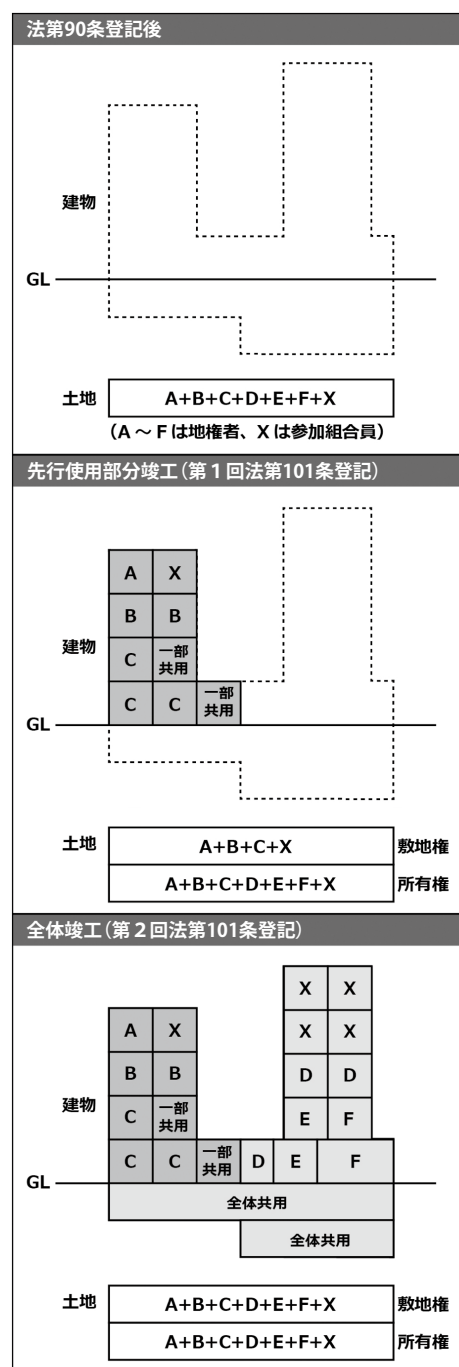 法第90条登記後
建物
GL
土地 A+B+C+D+E+F+X
（A～Fは地権者、Xは参加組合員）
先行使用部分竣工（第１回法第101条登記）
A X
B B
建物 C 一部共用
C C 一部共用
GL
土地 A+B+C+X 敷地権
A+B+C+D+E+F+X 所有権
全体竣工（第２回法第101条登記）
X X
A X X X
B B D D
建物 C 一部共用 E F
C C 一部共用 D E F
GL
全体共用
全体共用
土地 A+B+C+D+E+F+X 敷地権
A+B+C+D+E+F+X 所有権